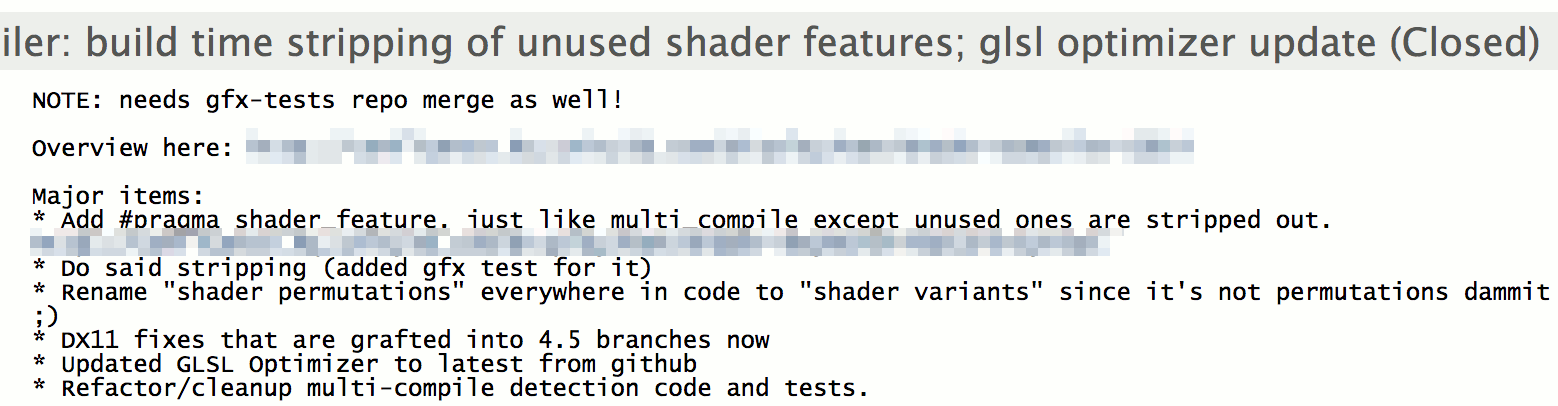 iler: build time stripping of unused shader features; glsl optimizer update (Closed)
NOTE: needs gfx-tests repo merge as well!
Overview here:
Major items:
* Add #pragma shader_feature, just like multi_compile except unused ones are stripped out.
* Do said stripping (added gfx test for it)
* Rename "shader permutations" everywhere in code to "shader variants" since it's not permutations dammit
;)
* DX11 fixes that are grafted into 4.5 branches now
* Updated GLSL Optimizer to latest from github
* Refactor/cleanup multi-compile detection code and tests.